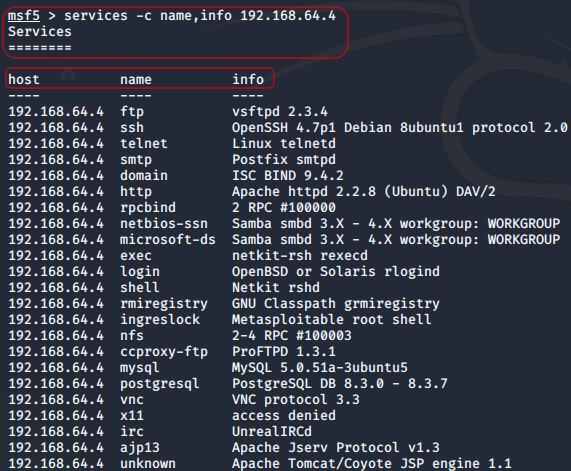 msf5 > services -c name,info 192.168.64.4
Services
========
host name info
---- ---- ----
192.168.64.4 ftp vsftpd 2.3.4
192.168.64.4 ssh OpenSSH 4.7p1 Debian 8ubuntu1 protocol 2.0
192.168.64.4 telnet Linux telnetd
192.168.64.4 smtp Postfix smtpd
192.168.64.4 domain ISC BIND 9.4.2
192.168.64.4 http Apache httpd 2.2.8 (Ubuntu) DAV/2
192.168.64.4 rpcbind 2 RPC #100000
192.168.64.4 netbios-ssn Samba smbd 3.X - 4.X workgroup: WORKGROUP
192.168.64.4 microsoft-ds Samba smbd 3.X - 4.X workgroup: WORKGROUP
192.168.64.4 exec netkit-rsh rexecd
192.168.64.4 login OpenBSD or Solaris rlogind
192.168.64.4 shell Netkit rshd
192.168.64.4 rmiregistry GNU Classpath grmiregistry
192.168.64.4 ingreslock Metasploitable root shell
192.168.64.4 nfs 2-4 RPC #100003
192.168.64.4 ccproxy-ftp ProFTPD 1.3.1
192.168.64.4 mysql MySQL 5.0.51a-3ubuntu5
192.168.64.4 postgresql PostgreSQL DB 8.3.0 - 8.3.7
192.168.64.4 vnc VNC protocol 3.3
192.168.64.4 x11 access denied
192.168.64.4 irc UnrealIRCd
192.168.64.4 ajp13 Apache Jserv Protocol v1.3
192.168.64.4 unknown Apache Tomcat/Coyote JSP engine 1.1